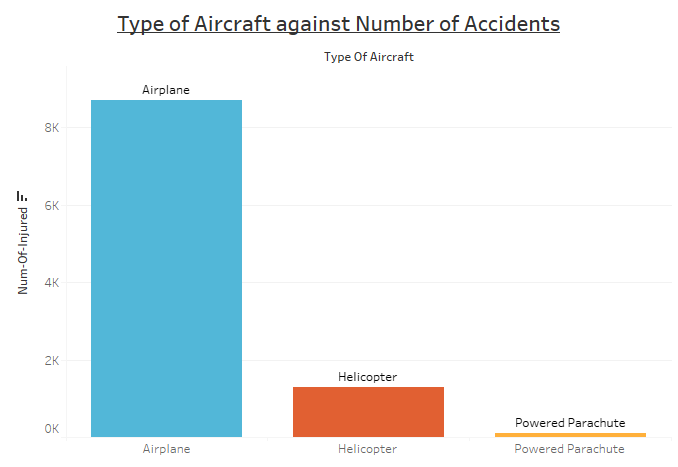 Type of Aircraft against Number of Accidents
Type Of Aircraft
Num-Of-Injured
8K
6K
4K
2K
0K
Airplane
Helicopter
Powered Parachute
Airplane
Helicopter
Powered Parachute